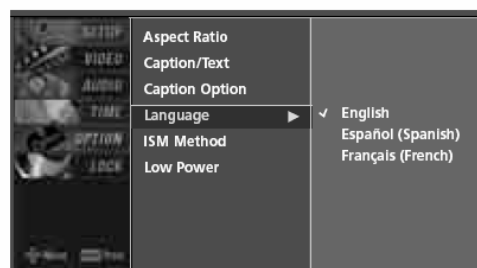 SETUP
VIDEO
AUDIO
TIME
OPTION
LOCK
Aspect Ratio
Caption/Text
Caption Option
Language ▶
ISM Method
Low Power
✓ English
Español (Spanish)
Français (French)